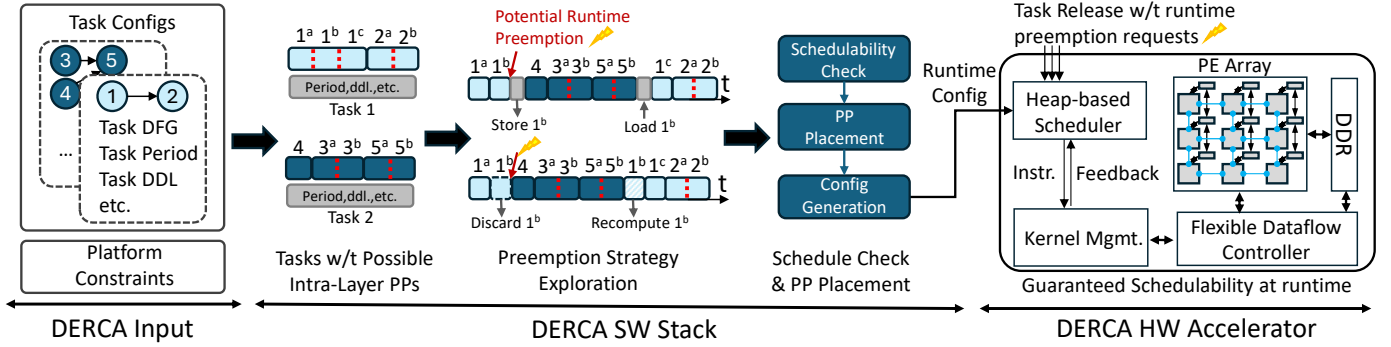 Task Configs
3
5
4
1
2
Task DFG
Task Period
Task DDL
etc.
...
Platform
Constraints
DERCA Input
1ᵃ 1ᵇ 1ᶜ 2ᵃ 2ᵇ
Period,ddl.,etc.
Task 1
4 3ᵃ 3ᵇ 5ᵃ 5ᵇ
Period,ddl.,etc.
Task 2
Tasks w/t Possible
Intra-Layer PPs
Potential Runtime
Preemption
1ᵃ 1ᵇ 4 3ᵃ 3ᵇ 5ᵃ 5ᵇ 1ᶜ 2ᵃ 2ᵇ t
Store 1ᵇ Load 1ᵇ
1ᵃ 1ᵇ 4 3ᵃ 3ᵇ 5ᵃ 5ᵇ 1ᵇ 1ᶜ 2ᵃ 2ᵇ t
Discard 1ᵇ Recompute 1ᵇ
Preemption Strategy
Exploration
Schedulability
Check
PP
Placement
Config
Generation
Schedule Check
& PP Placement
DERCA SW Stack
Runtime
Config
Task Release w/t runtime
preemption requests
Heap-based
Scheduler
PE Array
DDR
Instr. Feedback
Kernel Mgmt.
Flexible Dataflow
Controller
Guaranteed Schedulability at runtime
DERCA HW Accelerator